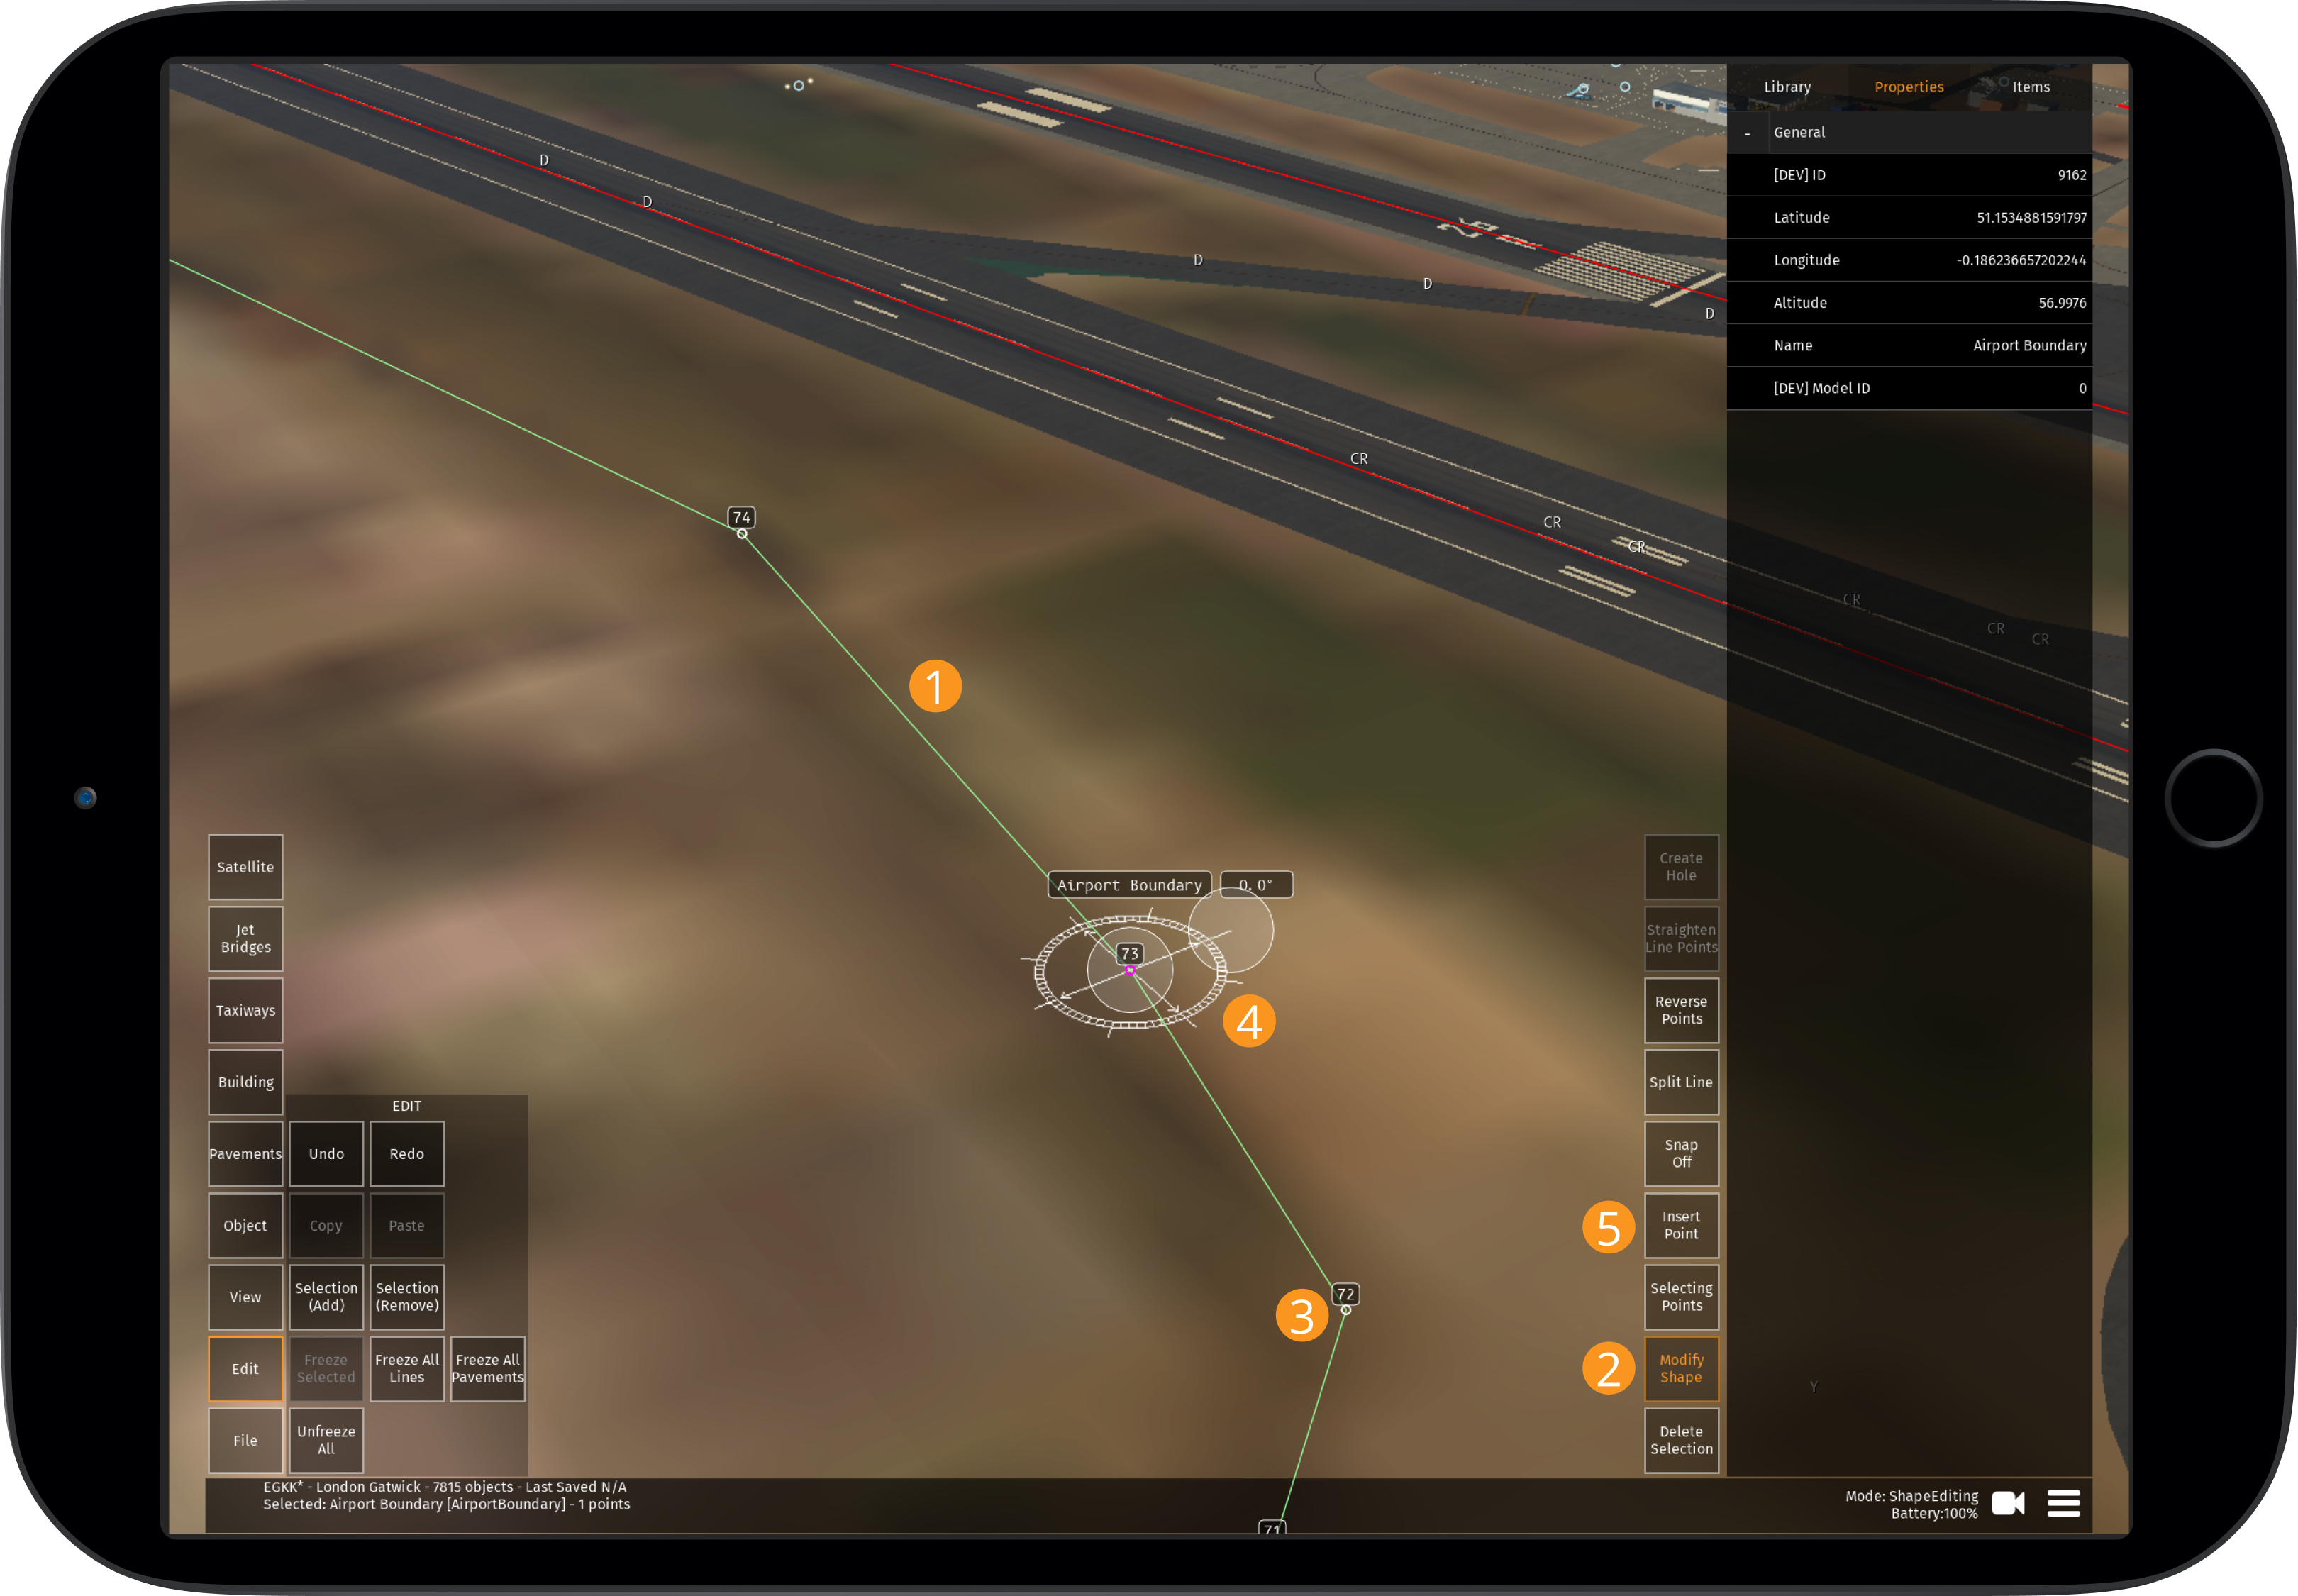 D
D
D
D
D
CR
CR
CR
CR
CR
CR
Y
Library
Properties
Items
-
General
[DEV] ID
9162
Latitude
51.1534881591797
Longitude
-0.186236657202244
Altitude
56.9976
Name
Airport Boundary
[DEV] Model ID
0
74
1
Airport Boundary
0.0°
73
4
72
3
71
Satellite
Jet
Bridges
Taxiways
Building
Pavements
Object
View
Edit
File
EDIT
Undo
Redo
Copy
Paste
Selection
(Add)
Selection
(Remove)
Freeze
Selected
Freeze All
Lines
Freeze All
Pavements
Unfreeze
All
Create
Hole
Straighten
Line Points
Reverse
Points
Split Line
Snap
Off
5
Insert
Point
Selecting
Points
2
Modify
Shape
Delete
Selection
EGKK* - London Gatwick - 7815 objects - Last Saved N/A
Selected: Airport Boundary [AirportBoundary] - 1 points
Mode: ShapeEditing
Battery:100%